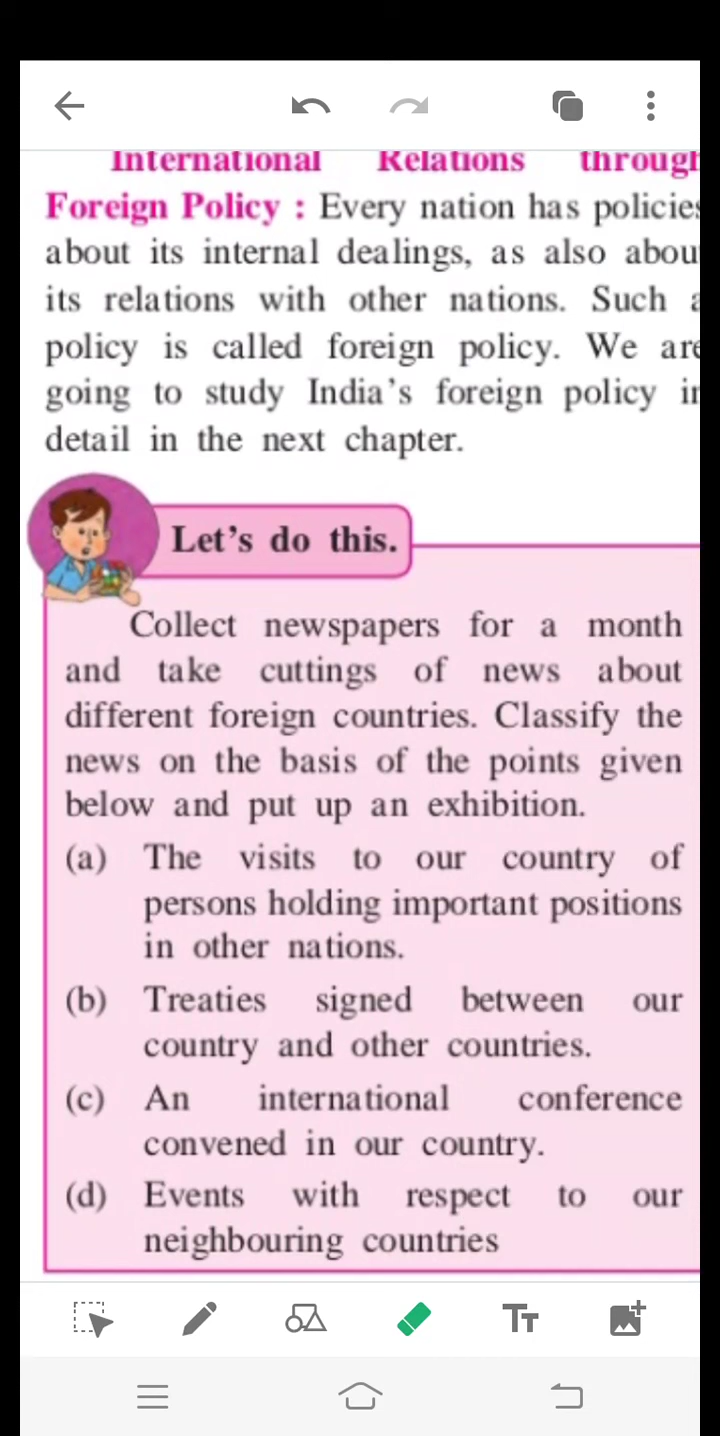 International Relations through
Foreign Policy : Every nation has policies
about its internal dealings, as also about
its relations with other nations. Such a
policy is called foreign policy. We are
going to study India's foreign policy in
detail in the next chapter.
Let's do this.
Collect newspapers for a month
and take cuttings of news about
different foreign countries. Classify the
news on the basis of the points given
below and put up an exhibition.
(a) The visits to our country of
persons holding important positions
in other nations.
(b) Treaties signed between our
country and other countries.
(c) An international conference
convened in our country.
(d) Events with respect to our
neighbouring countries
TT